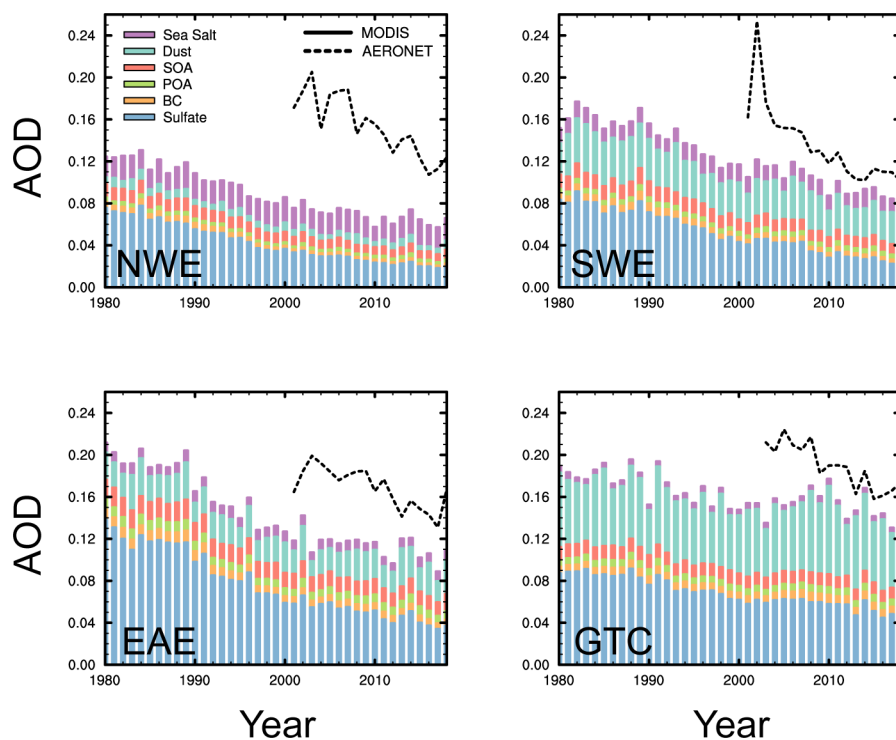 0.24
0.20
0.16
0.12
0.08
0.04
0.00
AOD
Sea Salt
Dust
SOA
POA
BC
Sulfate
MODIS
AERONET
NWE
1980 1990 2000 2010
0.24
0.20
0.16
0.12
0.08
0.04
0.00
SWE
1980 1990 2000 2010
0.24
0.20
0.16
0.12
0.08
0.04
0.00
AOD
EAE
1980 1990 2000 2010
Year
0.24
0.20
0.16
0.12
0.08
0.04
0.00
GTC
1980 1990 2000 2010
Year